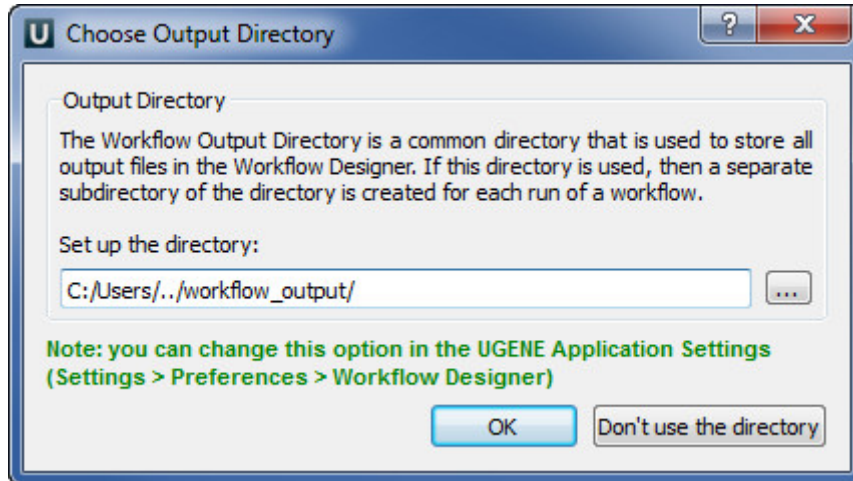 U Choose Output Directory
?
X
Output Directory
The Workflow Output Directory is a common directory that is used to store all
output files in the Workflow Designer. If this directory is used, then a separate
subdirectory of the directory is created for each run of a workflow.
Set up the directory:
C:/Users/../workflow_output/
...
Note: you can change this option in the UGENE Application Settings
(Settings > Preferences > Workflow Designer)
OK
Don't use the directory